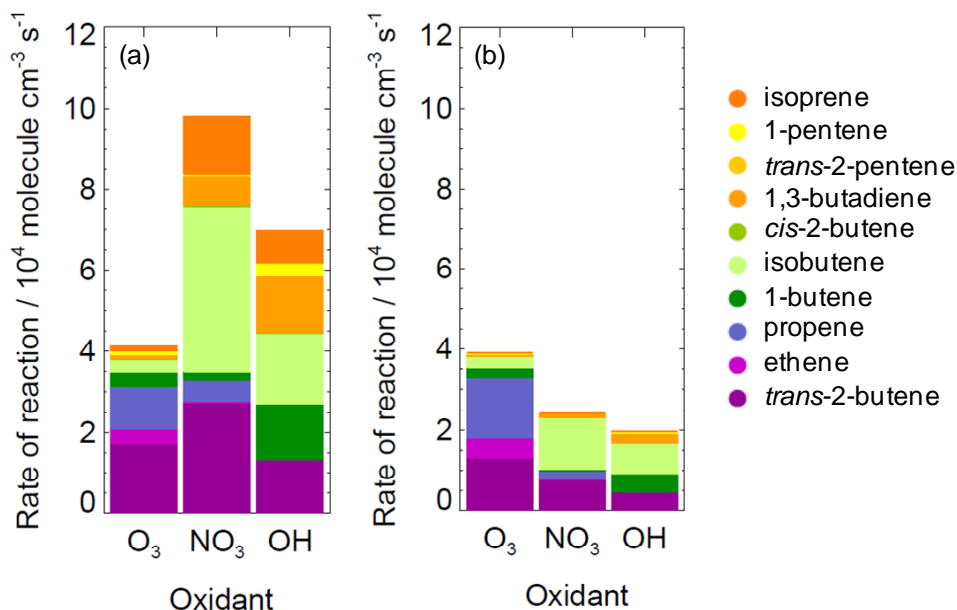 (a)
12
10
8
6
4
2
0
Rate of reaction / 10⁴ molecule cm⁻³ s⁻¹
O₃ NO₃ OH
Oxidant
(b)
12
10
8
6
4
2
0
Rate of reaction / 10⁴ molecule cm⁻³ s⁻¹
O₃ NO₃ OH
Oxidant
isoprene
1-pentene
trans-2-pentene
1,3-butadiene
cis-2-butene
isobutene
1-butene
propene
ethene
trans-2-butene